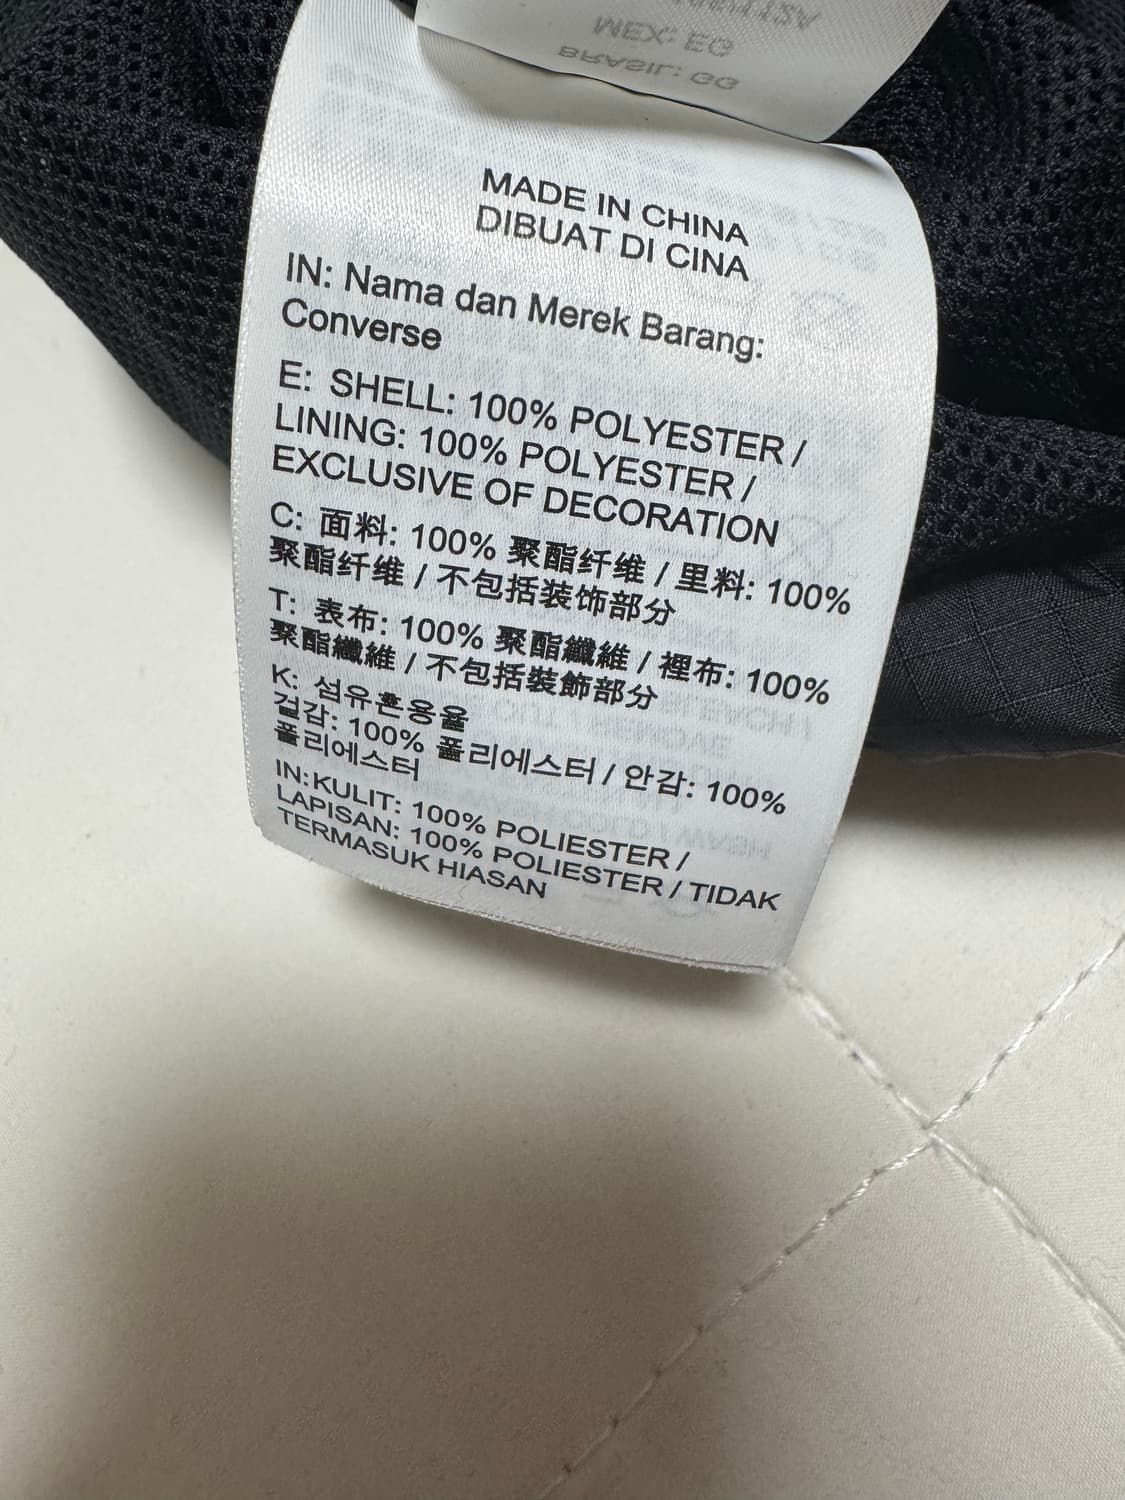 MEX: EG
BRASIL: GG
MADE IN CHINA
DIBUAT DI CINA
IN: Nama dan Merek Barang:
Converse
E: SHELL: 100% POLYESTER /
LINING: 100% POLYESTER /
EXCLUSIVE OF DECORATION
C: 面料: 100% 聚酯纤维 / 里料: 100%
聚酯纤维 / 不包括装饰部分
T: 表布: 100% 聚酯纖維 / 裡布: 100%
聚酯纖維 / 不包括裝飾部分
K: 섬유혼용율
겉감: 100% 폴리에스터 / 안감: 100%
폴리에스터
IN:KULIT: 100% POLIESTER /
LAPISAN: 100% POLIESTER / TIDAK
TERMASUK HIASAN